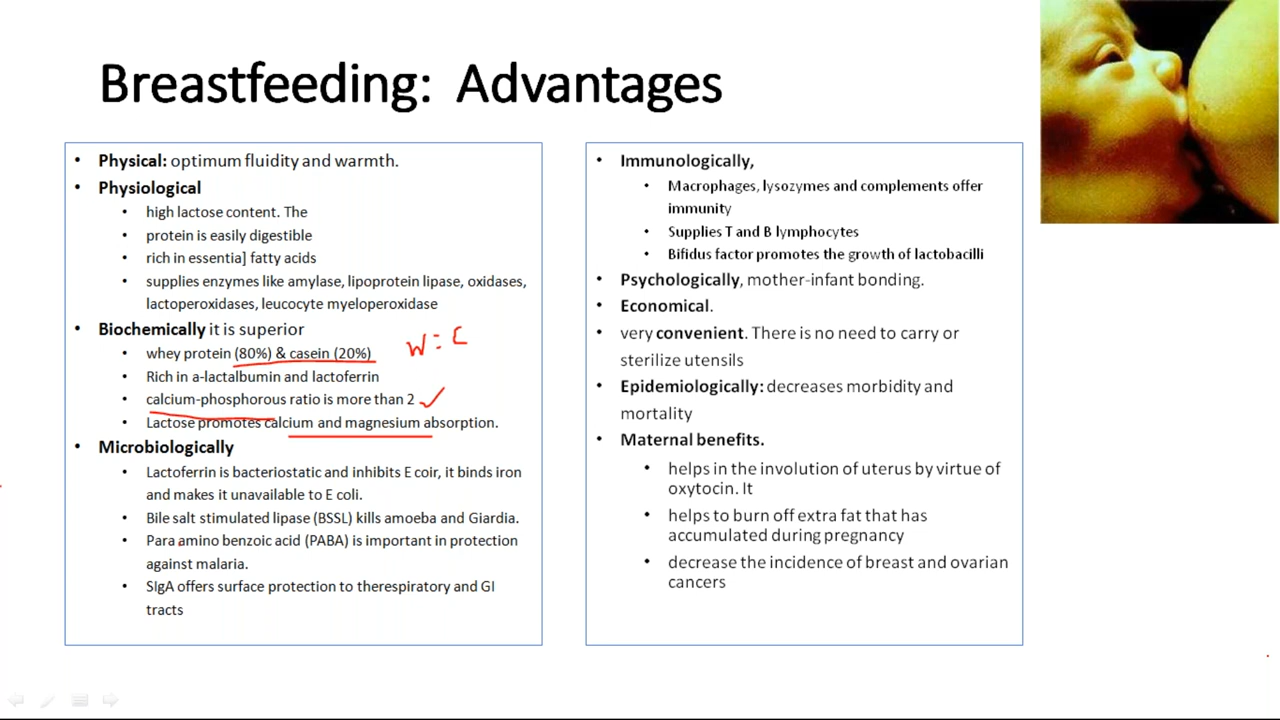 Breastfeeding: Advantages
• Physical: optimum fluidity and warmth.
• Physiological
• high lactose content. The
• protein is easily digestible
• rich in essentia] fatty acids
• supplies enzymes like amylase, lipoprotein lipase, oxidases,
lactoperoxidases, leucocyte myeloperoxidase
• Biochemically it is superior
• whey protein (80%) & casein (20%)
W : C
• Rich in a-lactalbumin and lactoferrin
• calcium-phosphorous ratio is more than 2
• Lactose promotes calcium and magnesium absorption.
• Microbiologically
• Lactoferrin is bacteriostatic and inhibits E coir, it binds iron
and makes it unavailable to E coli.
• Bile salt stimulated lipase (BSSL) kills amoeba and Giardia.
• Para amino benzoic acid (PABA) is important in protection
against malaria.
• SIgA offers surface protection to therespiratory and GI
tracts
• Immunologically,
• Macrophages, lysozymes and complements offer
immunity
• Supplies T and B lymphocytes
• Bifidus factor promotes the growth of lactobacilli
• Psychologically, mother-infant bonding.
• Economical.
• very convenient. There is no need to carry or
sterilize utensils
• Epidemiologically: decreases morbidity and
mortality
• Maternal benefits.
• helps in the involution of uterus by virtue of
oxytocin. It
• helps to burn off extra fat that has
accumulated during pregnancy
• decrease the incidence of breast and ovarian
cancers